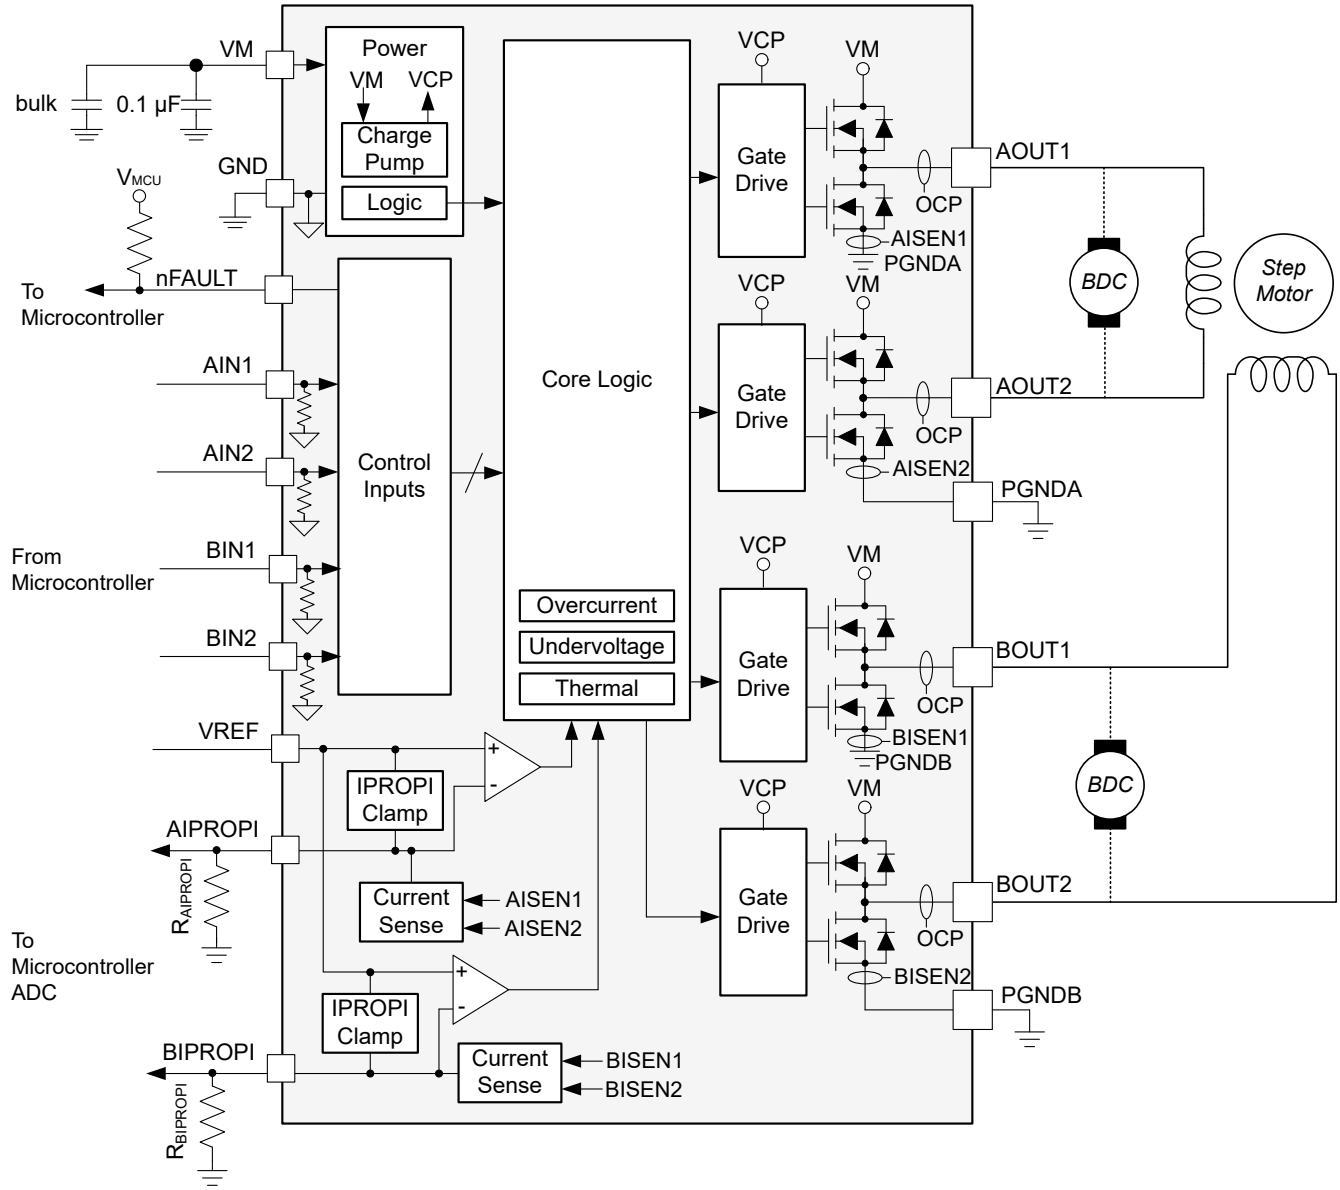 VM
bulk
0.1 µF
Power
VM
VCP
Charge
Pump
Logic
GND
VMCU
nFAULT
To
Microcontroller
AIN1
AIN2
From
Microcontroller
BIN1
BIN2
Control
Inputs
Core Logic
Overcurrent
Undervoltage
Thermal
VREF
+
-
IPROPI
Clamp
AIPROPI
RAIPROPI
Current
Sense
AISEN1
AISEN2
To
Microcontroller
ADC
+
-
IPROPI
Clamp
BIPROPI
RBIPROPI
Current
Sense
BISEN1
BISEN2
VCP
VM
Gate
Drive
OCP
AOUT1
AISEN1
PGNDA
VCP
VM
Gate
Drive
OCP
AOUT2
AISEN2
PGNDA
BDC
Step
Motor
VCP
VM
Gate
Drive
OCP
BOUT1
BISEN1
PGNDB
VCP
VM
Gate
Drive
OCP
BOUT2
BISEN2
PGNDB
BDC